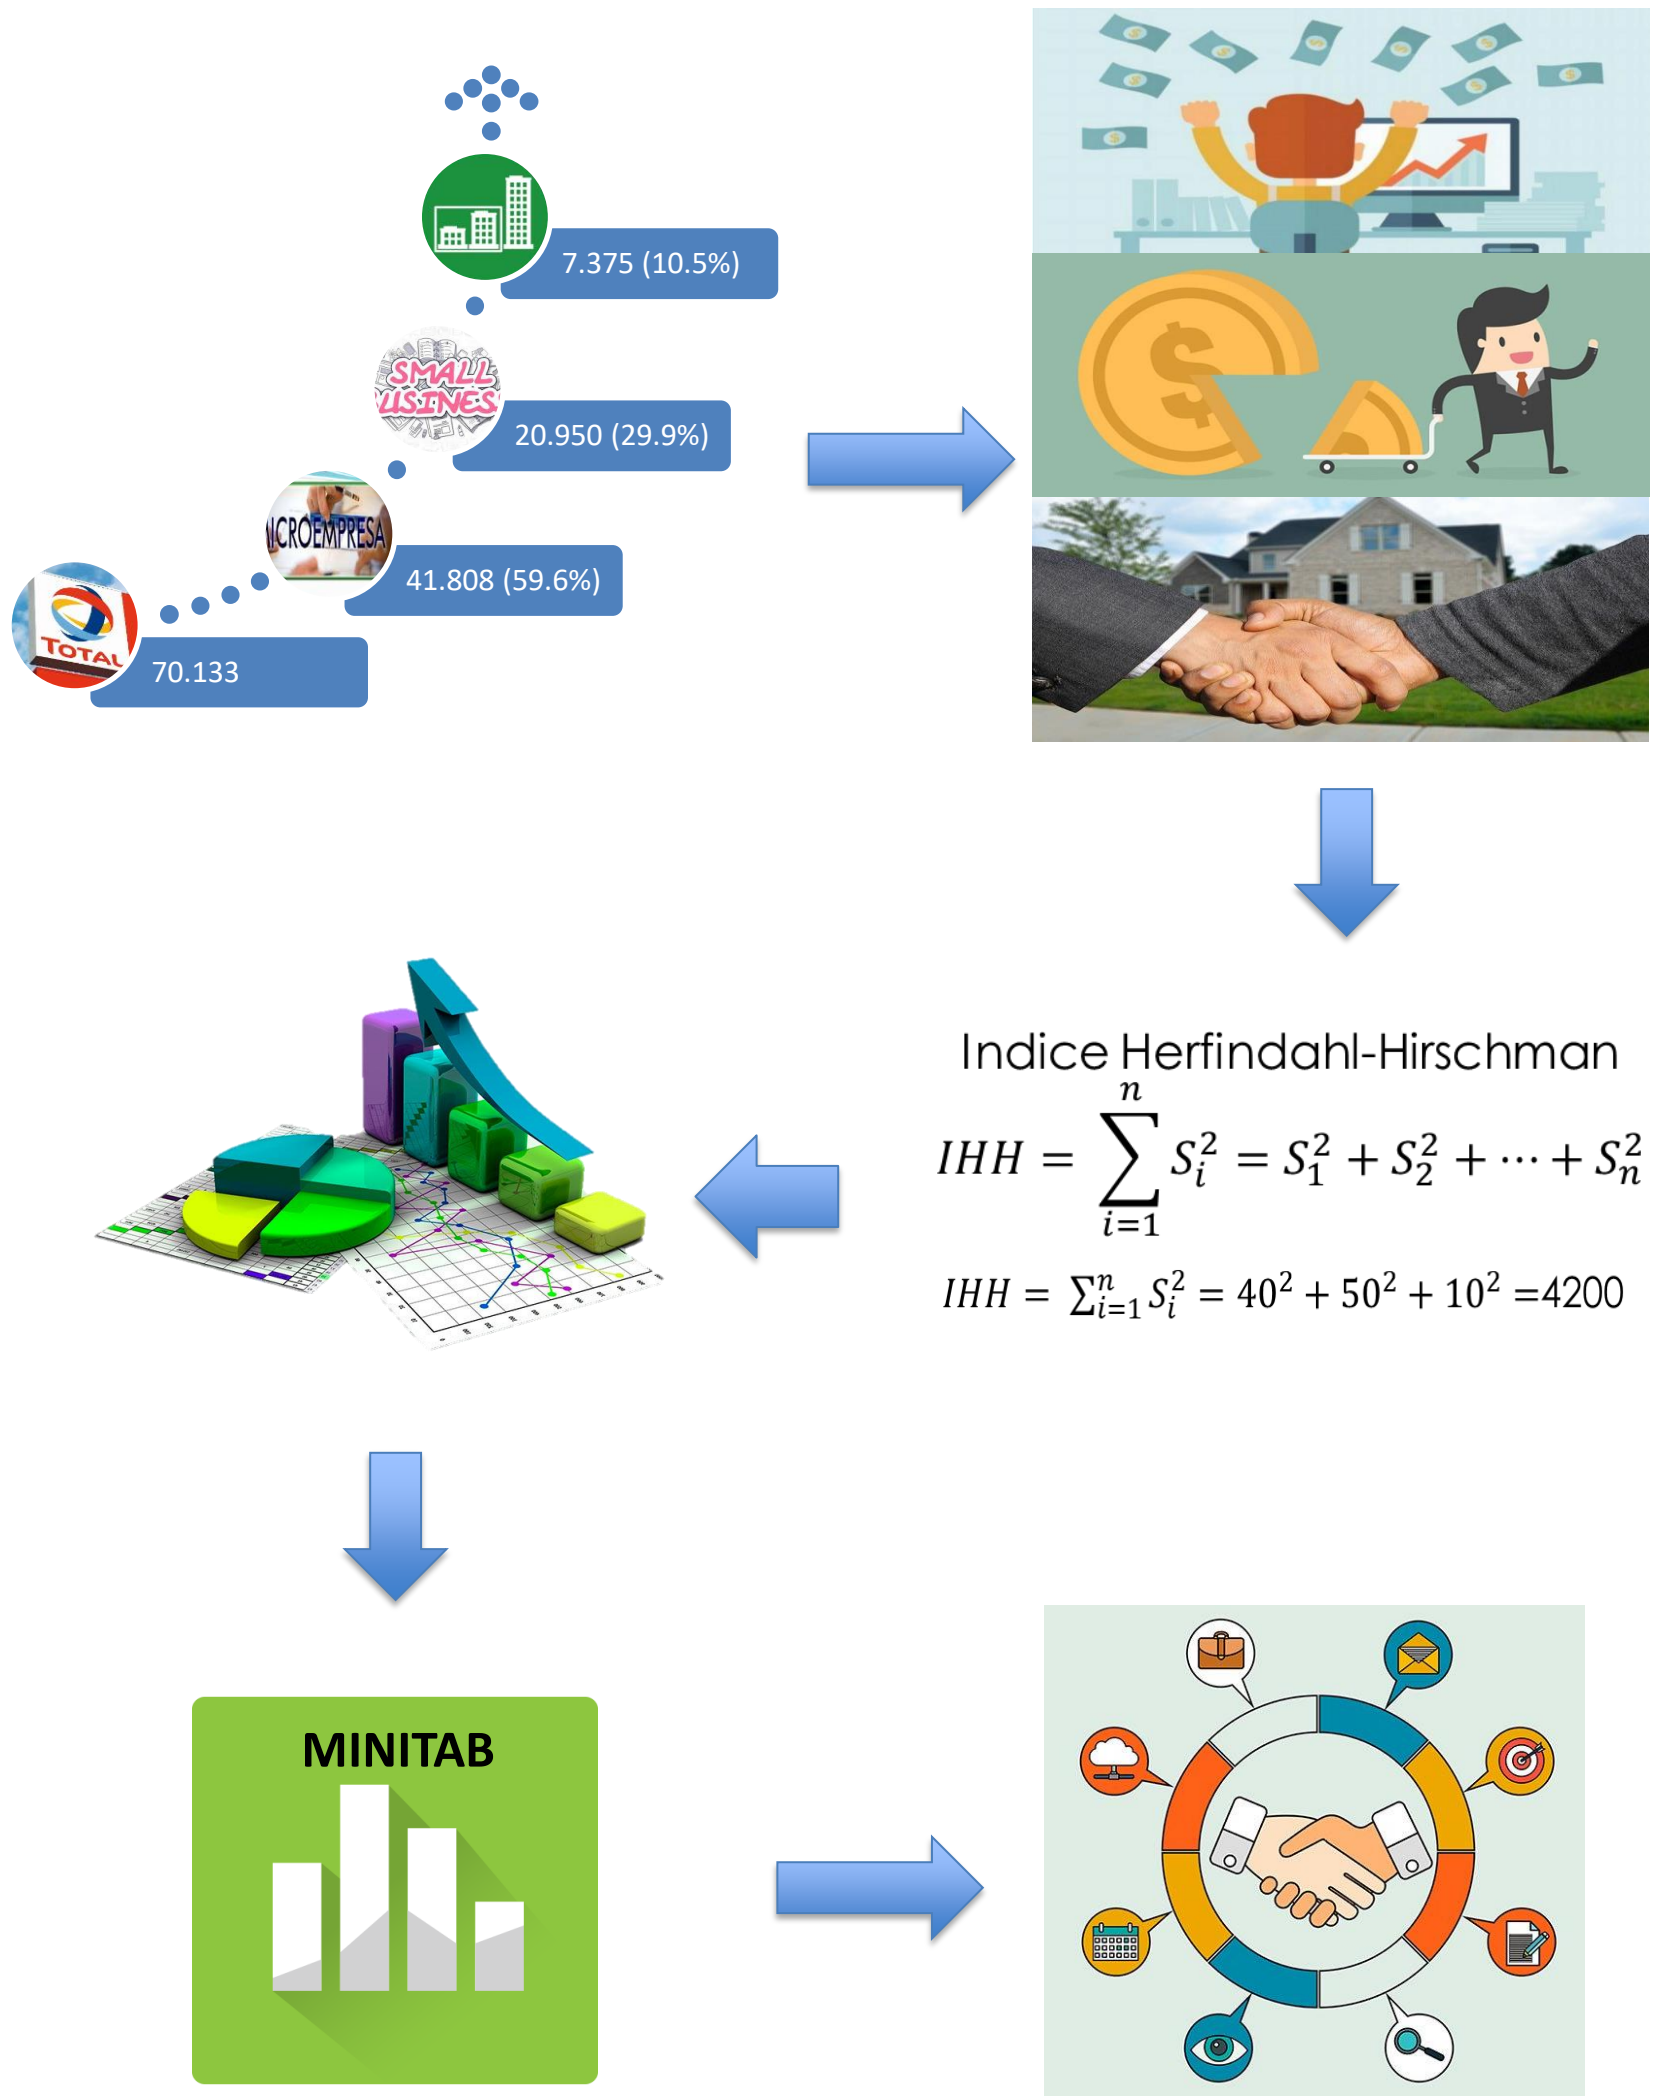 7.375 (10.5%)
SMALL
USINES
20.950 (29.9%)
ICROEMPRESA
41.808 (59.6%)
TOTAL
70.133
Indice Herfindahl-Hirschman
n
IHH = ∑ S_i^2 = S_1^2 + S_2^2 + ⋯ + S_n^2
i=1
IHH = ∑_{i=1}^n S_i^2 = 40^2 + 50^2 + 10^2 =4200
MINITAB